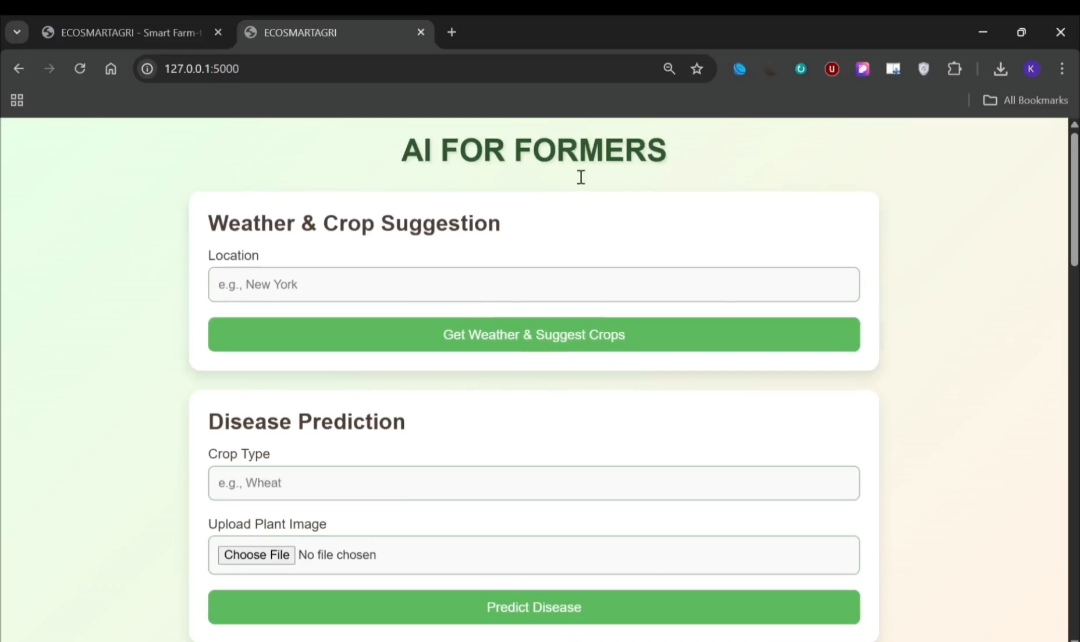 ECOSMARTAGRI - Smart Farm-
ECOSMARTAGRI
127.0.0.1:5000
K
All Bookmarks
AI FOR FORMERS
Weather & Crop Suggestion
Location
e.g., New York
Get Weather & Suggest Crops
Disease Prediction
Crop Type
e.g., Wheat
Upload Plant Image
Choose File No file chosen
Predict Disease